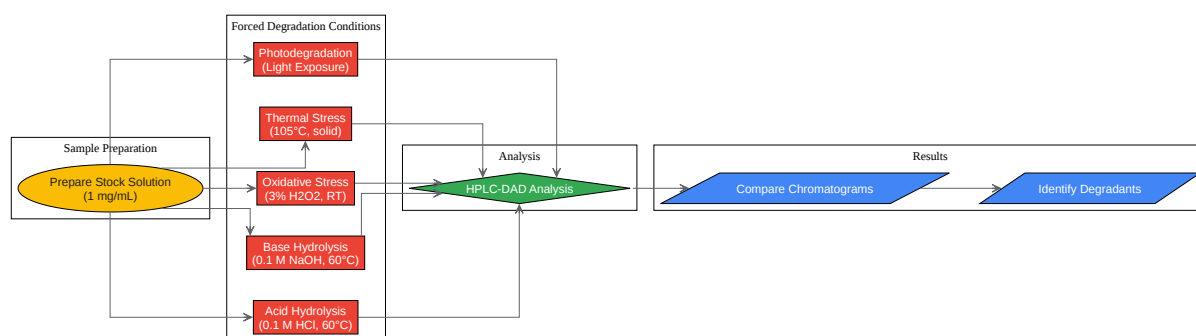 Forced Degradation Conditions
Photodegradation
(Light Exposure)
Thermal Stress
(105°C, solid)
Sample Preparation
Prepare Stock Solution
(1 mg/mL)
Oxidative Stress
(3% H2O2, RT)
Base Hydrolysis
(0.1 M NaOH, 60°C)
Acid Hydrolysis
(0.1 M HCl, 60°C)
Analysis
HPLC-DAD Analysis
Results
Compare Chromatograms
Identify Degradants